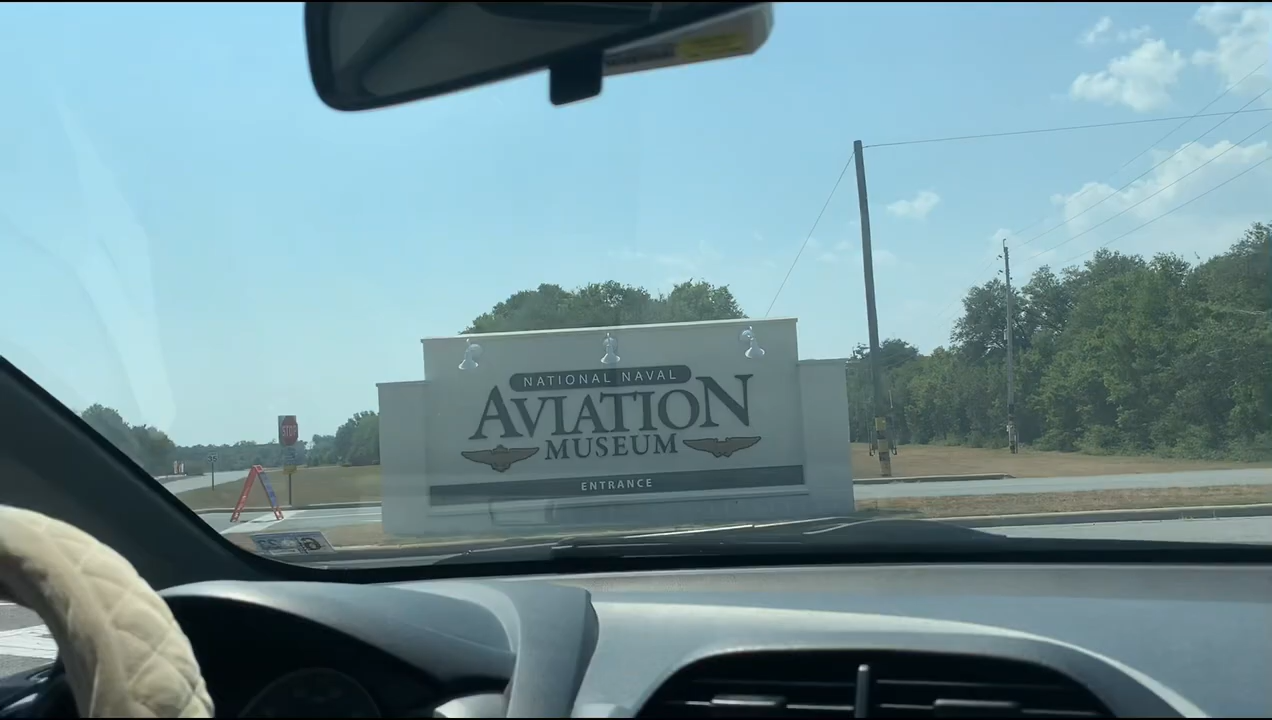 NATIONAL NAVAL
AVIATION
MUSEUM
ENTRANCE
STOP